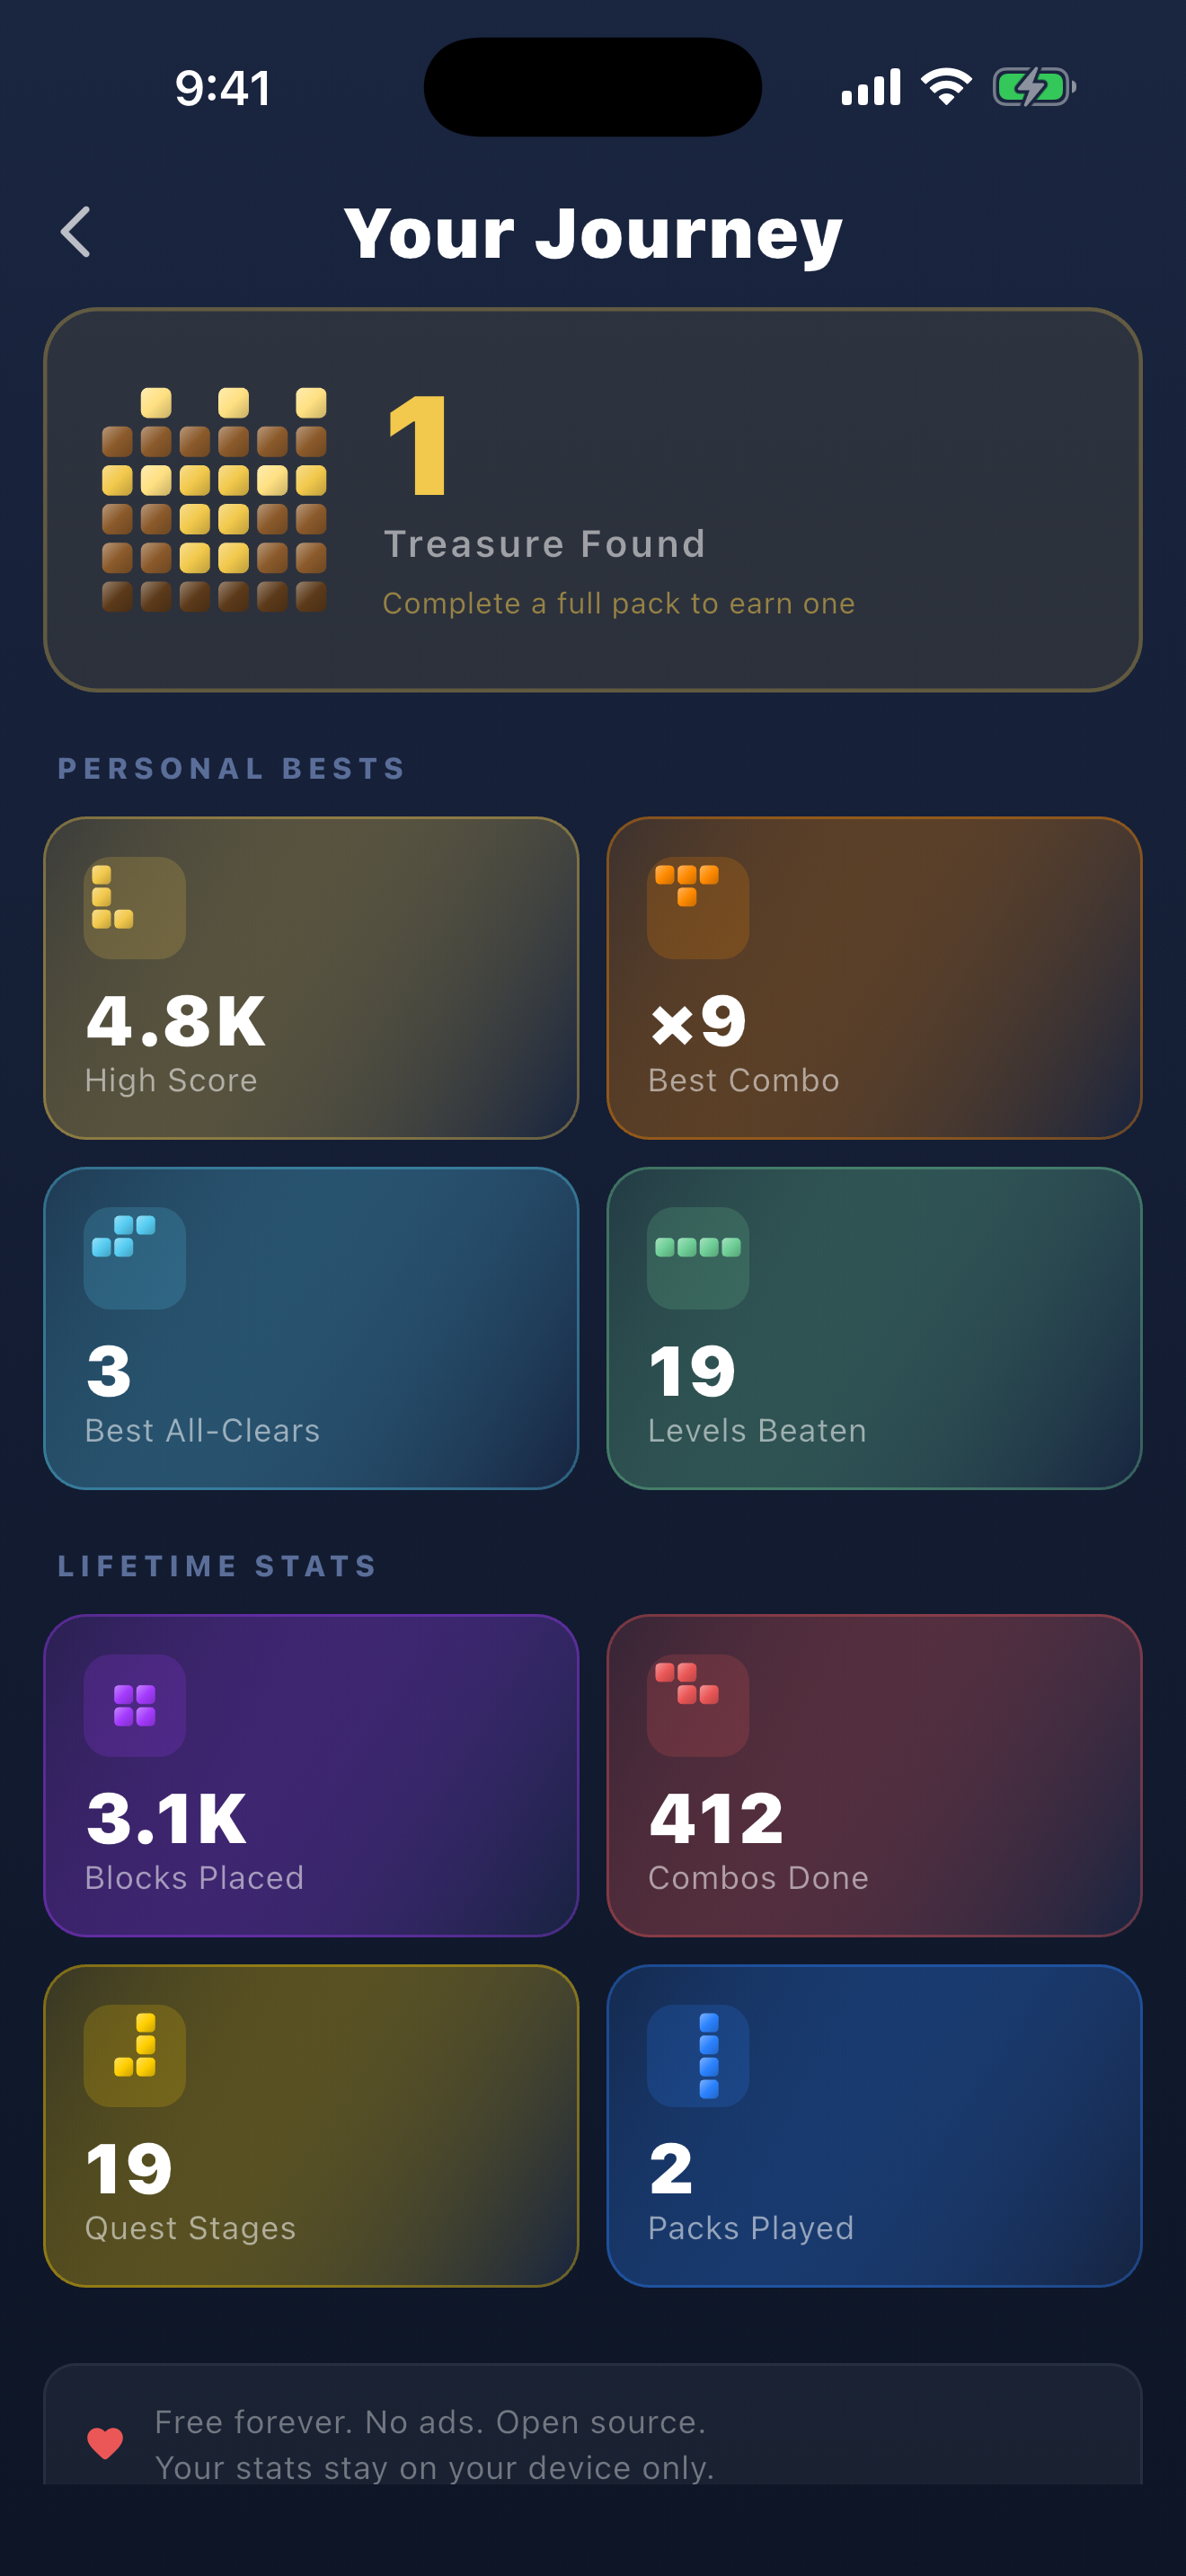 9:41
Your Journey
1
Treasure Found
Complete a full pack to earn one
PERSONAL BESTS
4.8K
High Score
×9
Best Combo
3
Best All-Clears
19
Levels Beaten
LIFETIME STATS
3.1K
Blocks Placed
412
Combos Done
19
Quest Stages
2
Packs Played
Free forever. No ads. Open source.
Your stats stay on your device only.